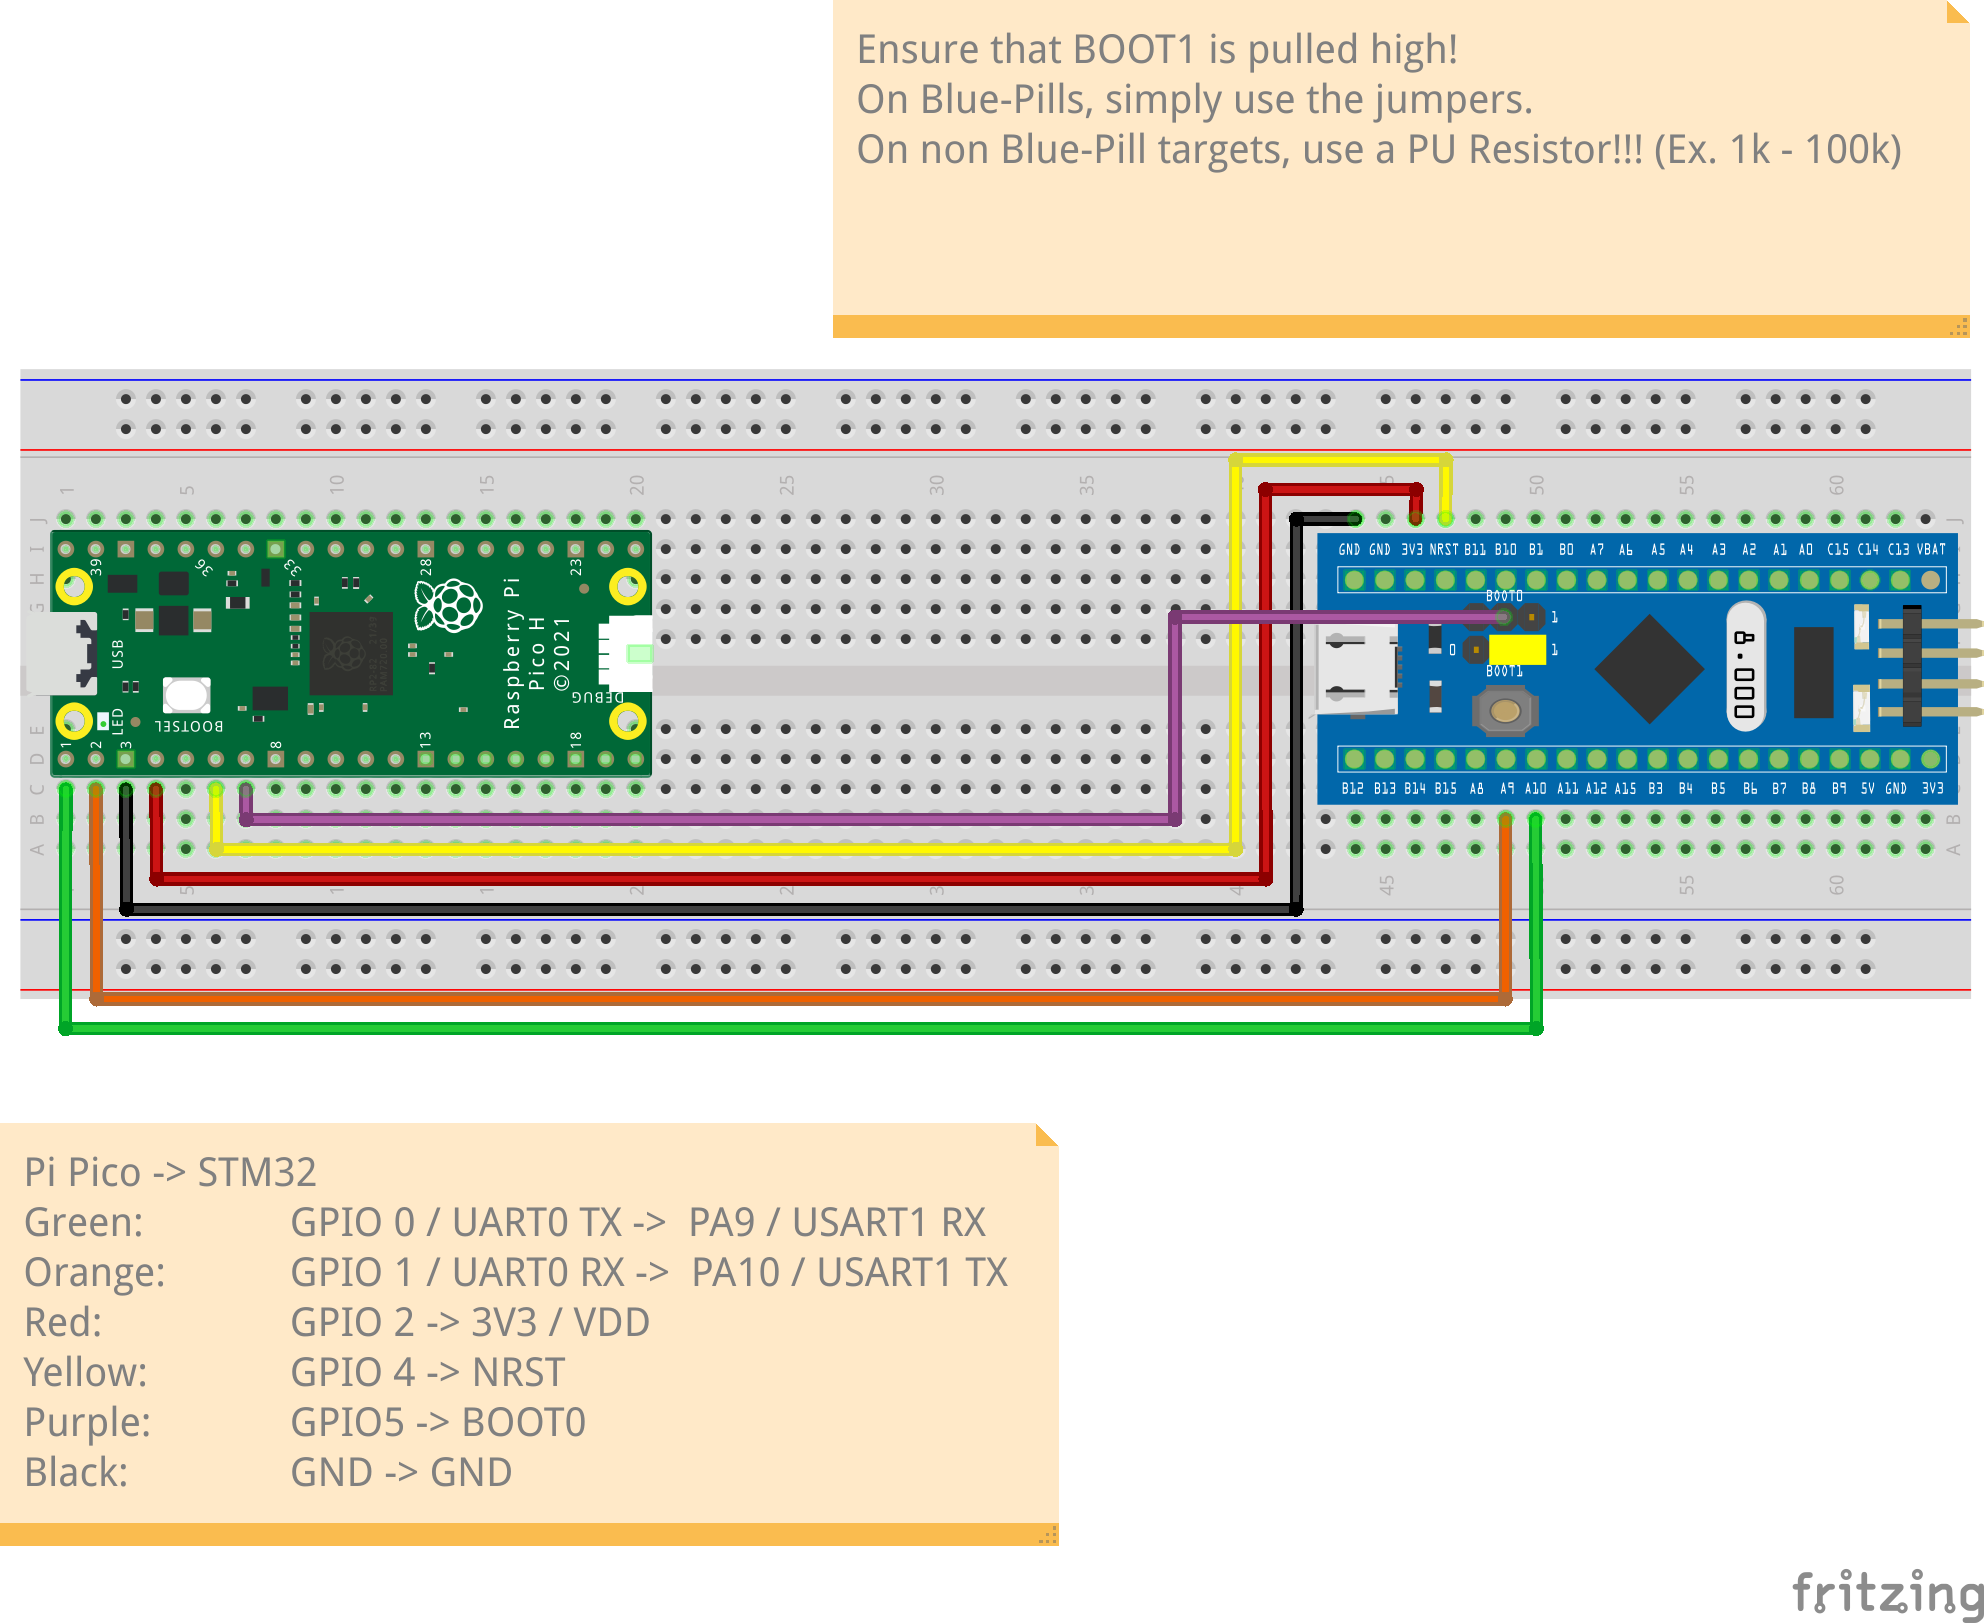 Ensure that BOOT1 is pulled high!
On Blue-Pills, simply use the jumpers.
On non Blue-Pill targets, use a PU Resistor!!! (Ex. 1k - 100k)
1 5 10 15 20 25 30 35 50 55 60
J
I
H
G
E
D
C
B
A
39 36 33 28 23
USB
LED
BOOTSEL
DEBUG
Raspberry Pi
Pico H
©2021
1 2 3 8 13 18
GND GND 3V3 NRST B11 B10 B1 B0 A7 A6 A5 A4 A3 A2 A1 A0 C15 C14 C13 VBAT
BOOT0
1
0 1
BOOT1
8.000
B12 B13 B14 B15 A8 A9 A10 A11 A12 A15 B3 B4 B5 B6 B7 B8 B9 5V GND 3V3
J
B
A
5 45 55 60
Pi Pico -> STM32
Green: GPIO 0 / UART0 TX -> PA9 / USART1 RX
Orange: GPIO 1 / UART0 RX -> PA10 / USART1 TX
Red: GPIO 2 -> 3V3 / VDD
Yellow: GPIO 4 -> NRST
Purple: GPIO5 -> BOOT0
Black: GND -> GND
fritzing